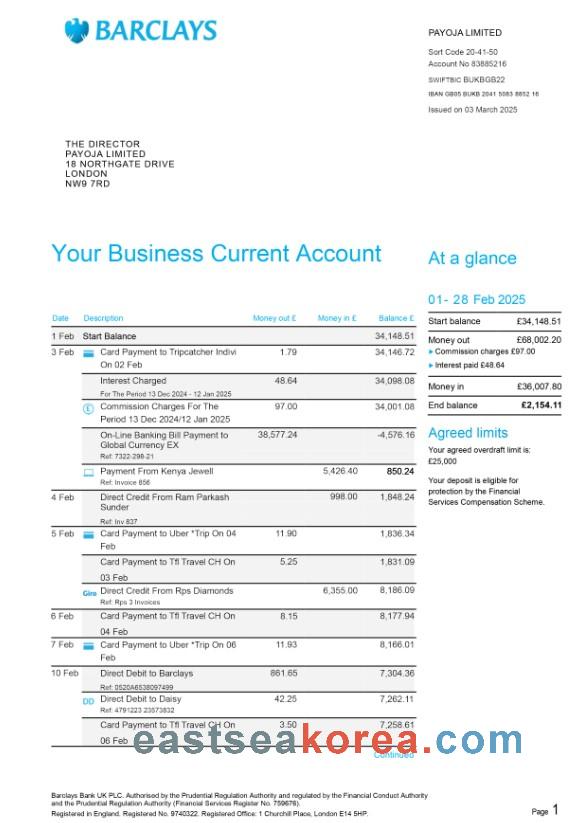 BARCLAYS
PAYOJA LIMITED
Sort Code 20-41-50
Account No 83885216
SWIFTBIC BUKBGB22
IBAN GB05 BUKB 2041 5083 8852 16
Issued on 03 March 2025
THE DIRECTOR
PAYOJA LIMITED
18 NORTHGATE DRIVE
LONDON
NW9 7RD
Your Business Current Account
Date Description Money out £ Money in £ Balance £
1 Feb Start Balance 34,148.51
3 Feb Card Payment to Tripcatcher Indivi 1.79 34,146.72
On 02 Feb
Interest Charged 48.64 34,098.08
For The Period 13 Dec 2024 - 12 Jan 2025
Commission Charges For The 97.00 34,001.08
Period 13 Dec 2024/12 Jan 2025
On-Line Banking Bill Payment to 38,577.24 -4,576.16
Global Currency EX
Ref: 7322-298-21
Payment From Kenya Jewell 5,426.40 850.24
Ref: Invoice 856
4 Feb Direct Credit From Ram Parkash 998.00 1,848.24
Sunder
Ref: Inv 837
5 Feb Card Payment to Uber *Trip On 04 11.90 1,836.34
Feb
Card Payment to Tfl Travel CH On 5.25 1,831.09
03 Feb
Giro Direct Credit From Rps Diamonds 6,355.00 8,186.09
Ref: Rps 3 Invoices
6 Feb Card Payment to Tfl Travel CH On 8.15 8,177.94
04 Feb
7 Feb Card Payment to Uber *Trip On 06 11.93 8,166.01
Feb
10 Feb Direct Debit to Barclays 861.65 7,304.36
Ref: 0520A6538097499
DD Direct Debit to Daisy 42.25 7,262.11
Ref: 4791223 23573832
Card Payment to Tfl Travel CH On 3.50 7,258.61
06 Feb
Continued
At a glance
01- 28 Feb 2025
Start balance £34,148.51
Money out £68,002.20
Commission charges £97.00
Interest paid £48.64
Money in £36,007.80
End balance £2,154.11
Agreed limits
Your agreed overdraft limit is:
£25,000
Your deposit is eligible for
protection by the Financial
Services Compensation Scheme.
eastseakorea.com
Barclays Bank UK PLC. Authorised by the Prudential Regulation Authority and regulated by the Financial Conduct Authority
and the Prudential Regulation Authority (Financial Services Register No. 759676).
Registered in England. Registered No. 9740322. Registered Office: 1 Churchill Place, London E14 5HP.
Page 1